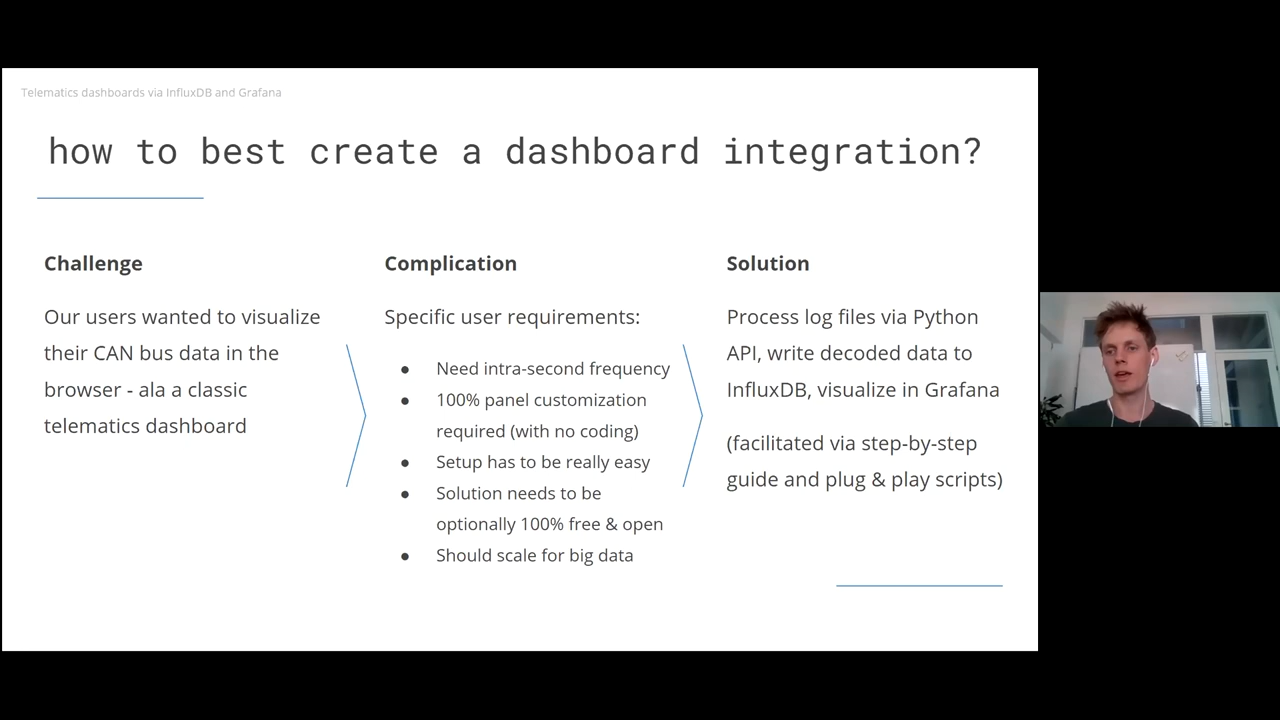 Telematics dashboards via InfluxDB and Grafana
how to best create a dashboard integration?
Challenge
Our users wanted to visualize
their CAN bus data in the
browser - ala a classic
telematics dashboard
Complication
Specific user requirements:
● Need intra-second frequency
● 100% panel customization
required (with no coding)
● Setup has to be really easy
● Solution needs to be
optionally 100% free & open
● Should scale for big data
Solution
Process log files via Python
API, write decoded data to
InfluxDB, visualize in Grafana
(facilitated via step-by-step
guide and plug & play scripts)